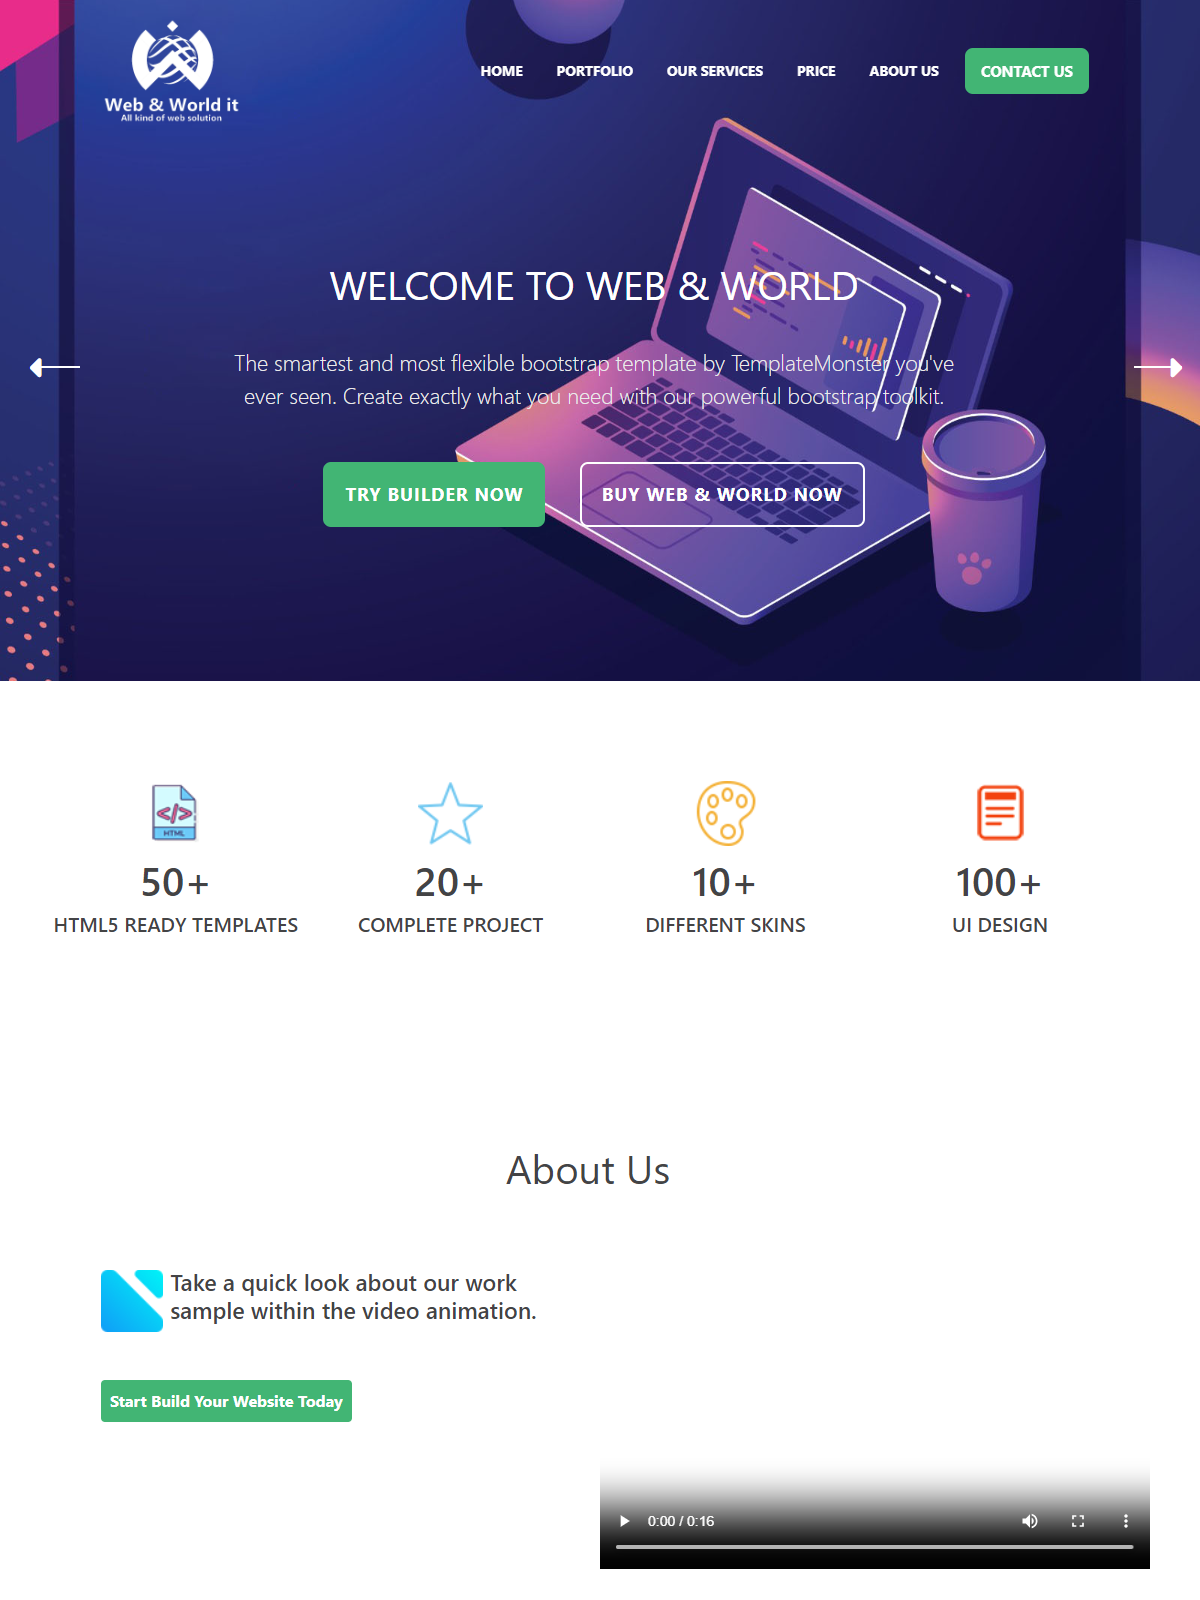 Web & World it
All kind of web solution
HOME PORTFOLIO OUR SERVICES PRICE ABOUT US CONTACT US
WELCOME TO WEB & WORLD
The smartest and most flexible bootstrap template by TemplateMonster you've
ever seen. Create exactly what you need with our powerful bootstrap toolkit.
TRY BUILDER NOW BUY WEB & WORLD NOW
</>
HTML
50+ 20+ 10+ 100+
HTML5 READY TEMPLATES COMPLETE PROJECT DIFFERENT SKINS UI DESIGN
About Us
Take a quick look about our work
sample within the video animation.
Start Build Your Website Today
0:00 / 0:16